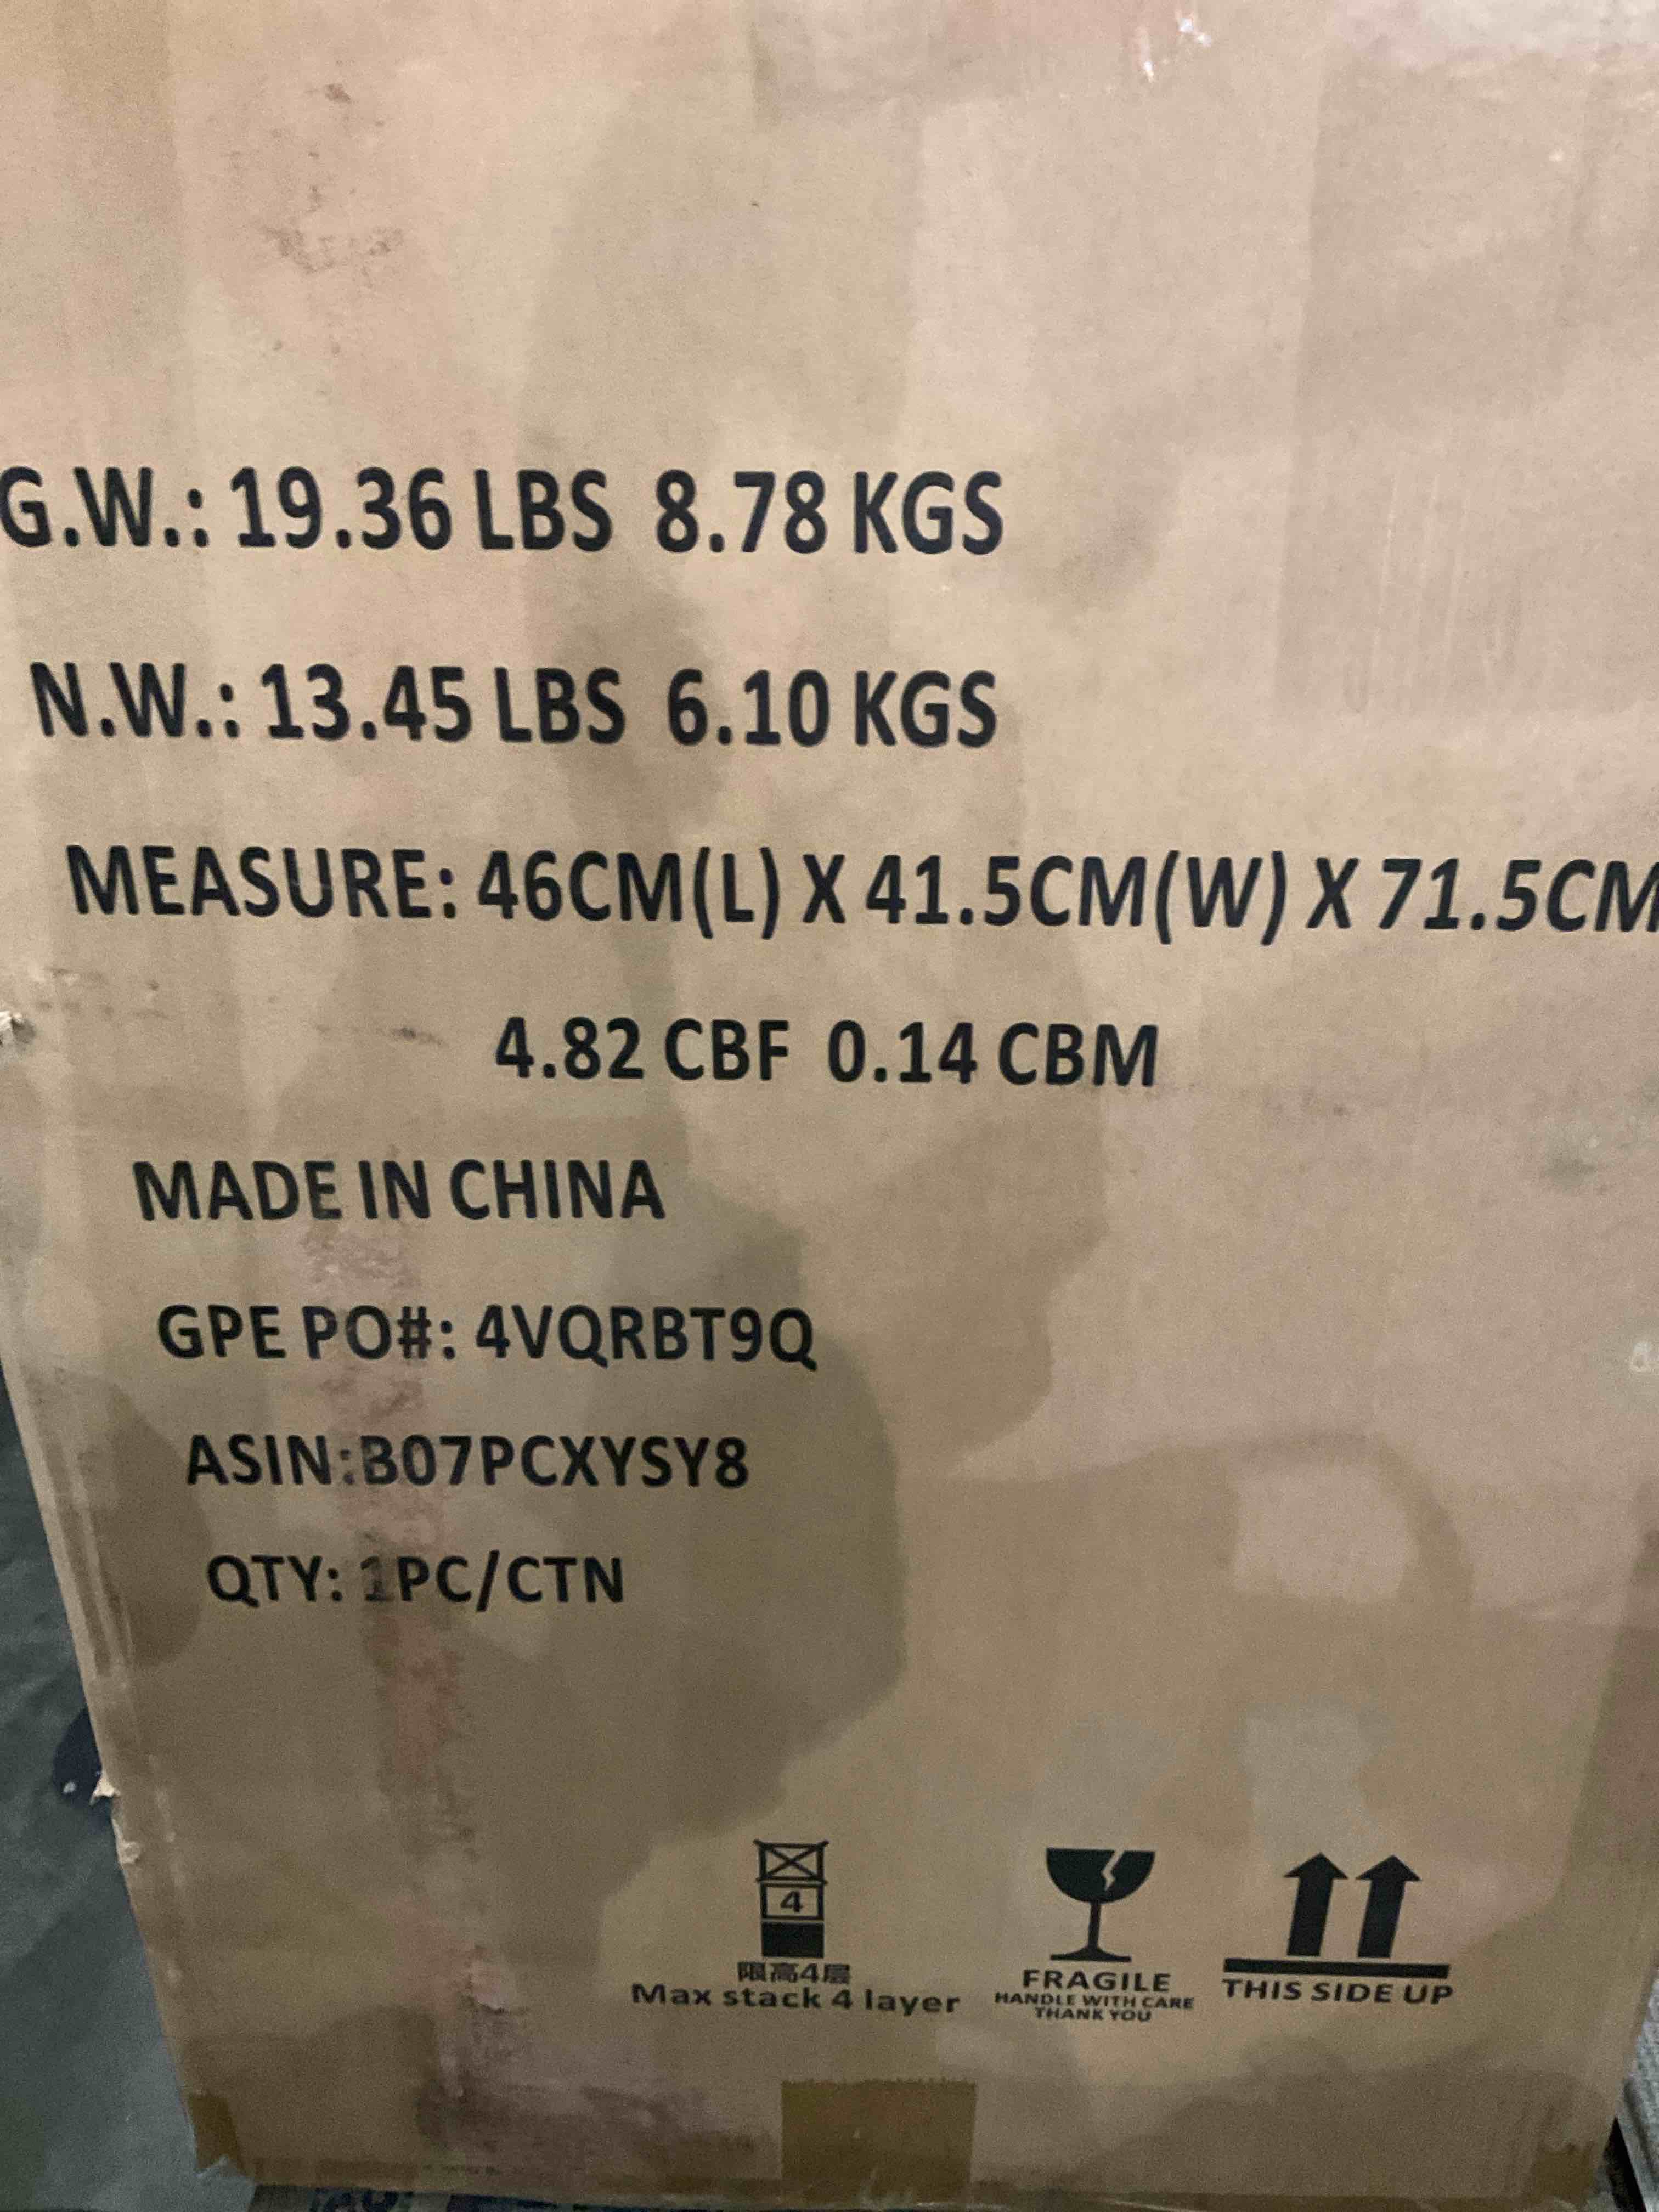 G.W.: 19.36 LBS 8.78 KGS
N.W.: 13.45 LBS 6.10 KGS
MEASURE: 46CM(L) X 41.5CM(W) X 71.5CM
4.82 CBF 0.14 CBM
MADE IN CHINA
GPE PO#: 4VQRBT9Q
ASIN:B07PCXYSY8
QTY: 1PC/CTN
4
限高4层
Max stack 4 layer
FRAGILE
HANDLE WITH CARE
THANK YOU
THIS SIDE UP